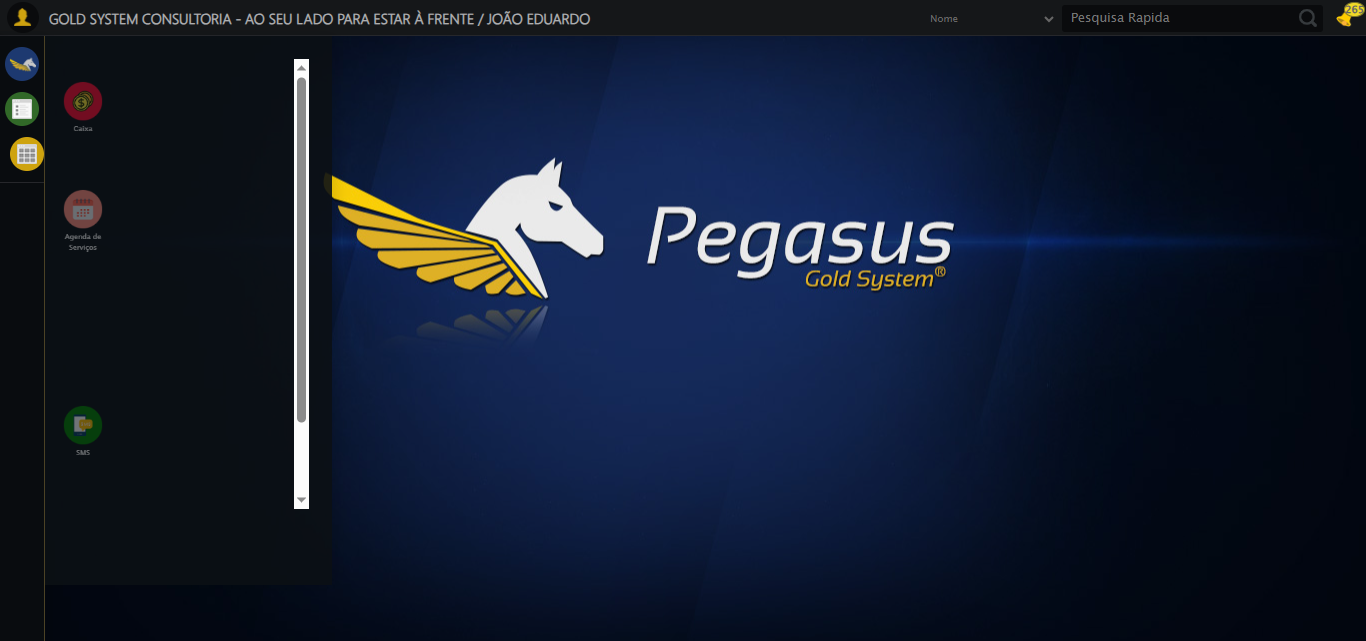 GOLD SYSTEM CONSULTORIA - AO SEU LADO PARA ESTAR À FRENTE / JOÃO EDUARDO
Nome
Pesquisa Rapida
265
Caixa
Agenda de
Serviços
SMS
Pegasus
Gold System®